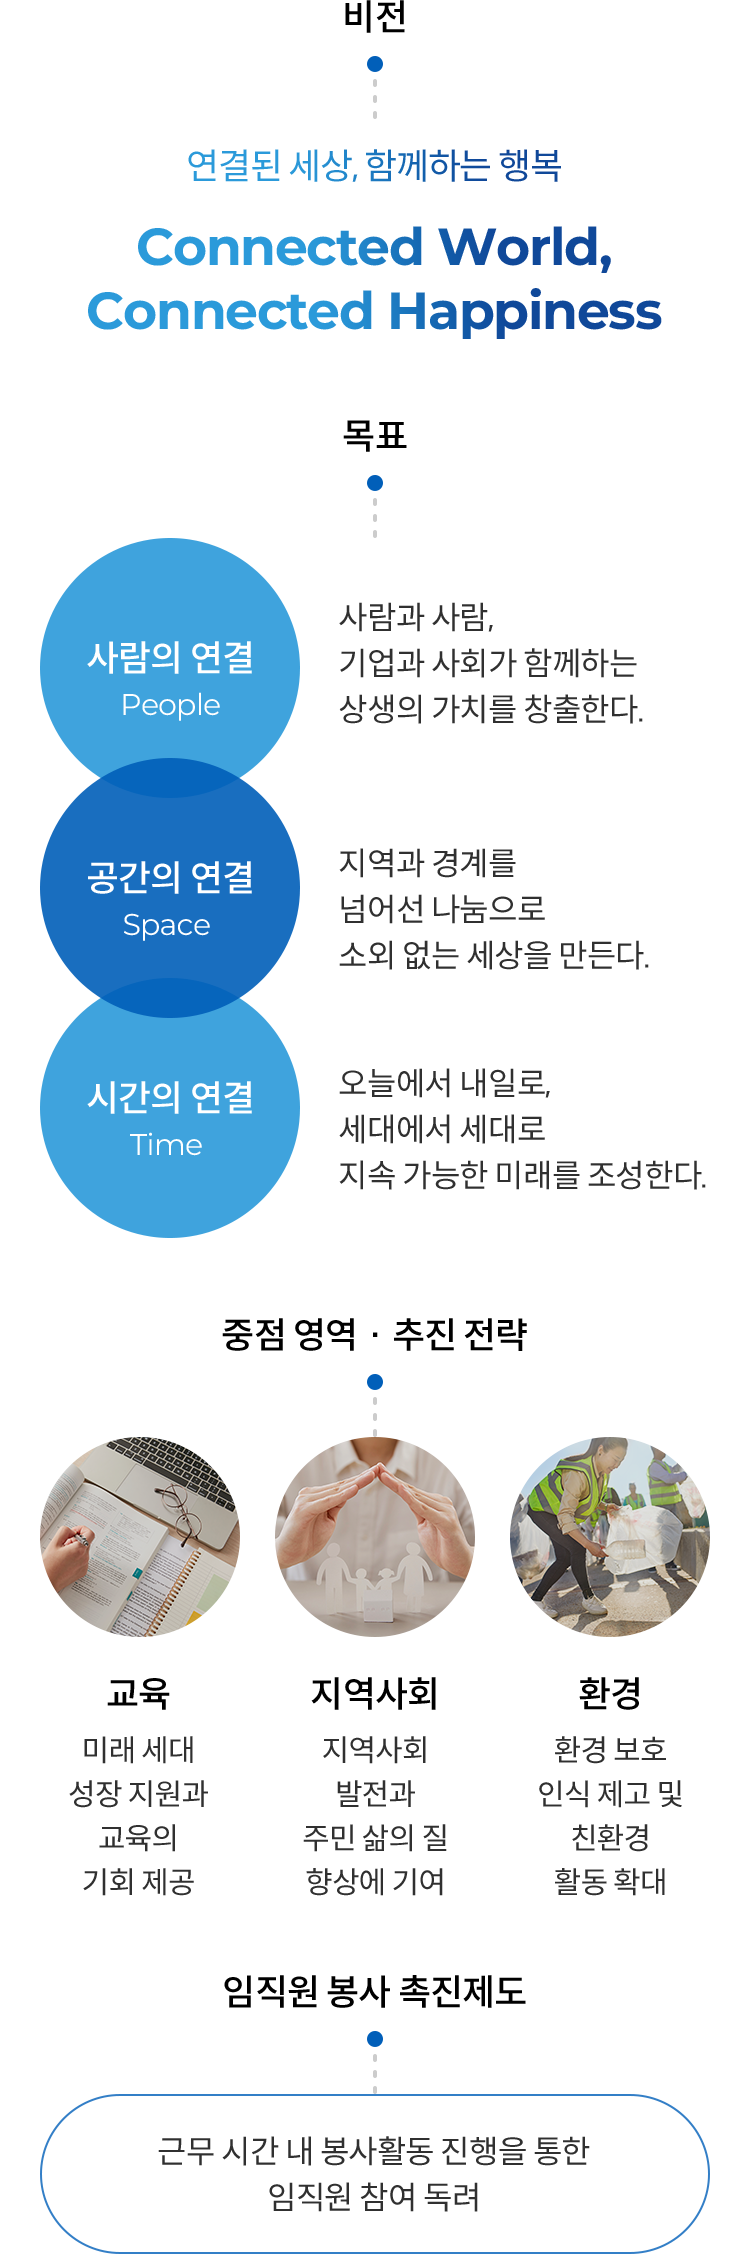 비전
연결된 세상, 함께하는 행복
Connected World,
Connected Happiness
목표
사람의 연결
People
사람과 사람,
기업과 사회가 함께하는
상생의 가치를 창출한다.
공간의 연결
Space
지역과 경계를
넘어선 나눔으로
소외 없는 세상을 만든다.
시간의 연결
Time
오늘에서 내일로,
세대에서 세대로
지속 가능한 미래를 조성한다.
중점 영역 · 추진 전략
교육
미래 세대
성장 지원과
교육의
기회 제공
지역사회
지역사회
발전과
주민 삶의 질
향상에 기여
환경
환경 보호
인식 제고 및
친환경
활동 확대
임직원 봉사 촉진제도
근무 시간 내 봉사활동 진행을 통한
임직원 참여 독려